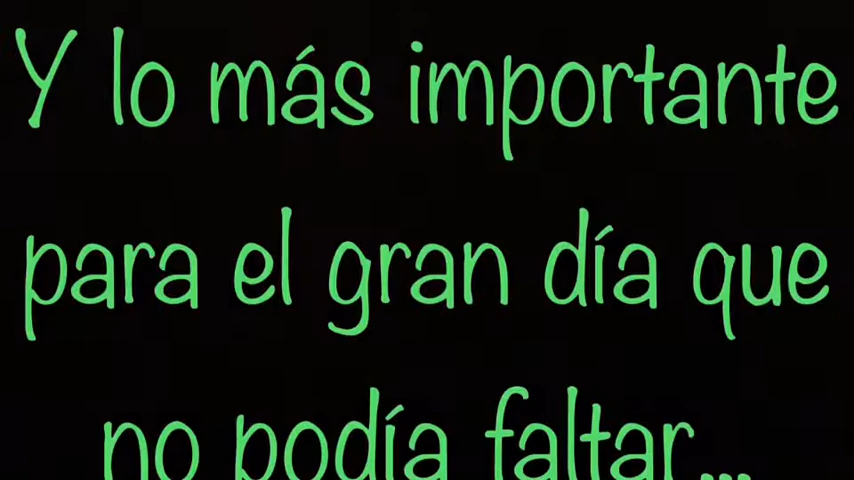 Y lo más importante
para el gran día que
no podía faltar...